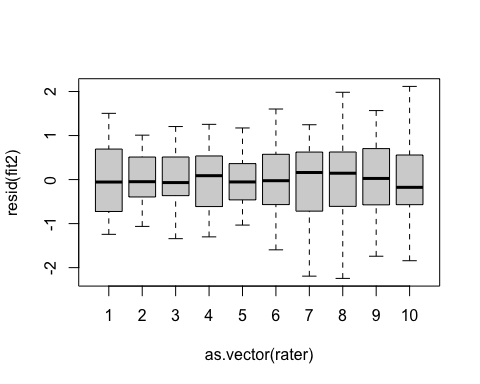 resid(fit2)
2
1
0
-1
-2
1 2 3 4 5 6 7 8 9 10
as.vector(rater)